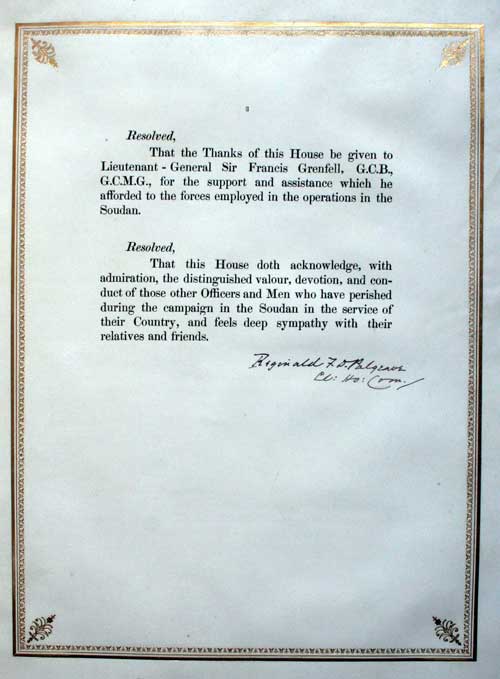 Resolved,
That the Thanks of this House be given to
Lieutenant - General Sir Francis Grenfell, G.C.B.,
G.C.M.G., for the support and assistance which he
afforded to the forces employed in the operations in the
Soudan.
Resolved,
That this House doth acknowledge, with
admiration, the distinguished valour, devotion, and con-
duct of those other Officers and Men who have perished
during the campaign in the Soudan in the service of
their Country, and feels deep sympathy with their
relatives and friends.
Reginald F. D. Palgrave
Cl: Ho: Com.